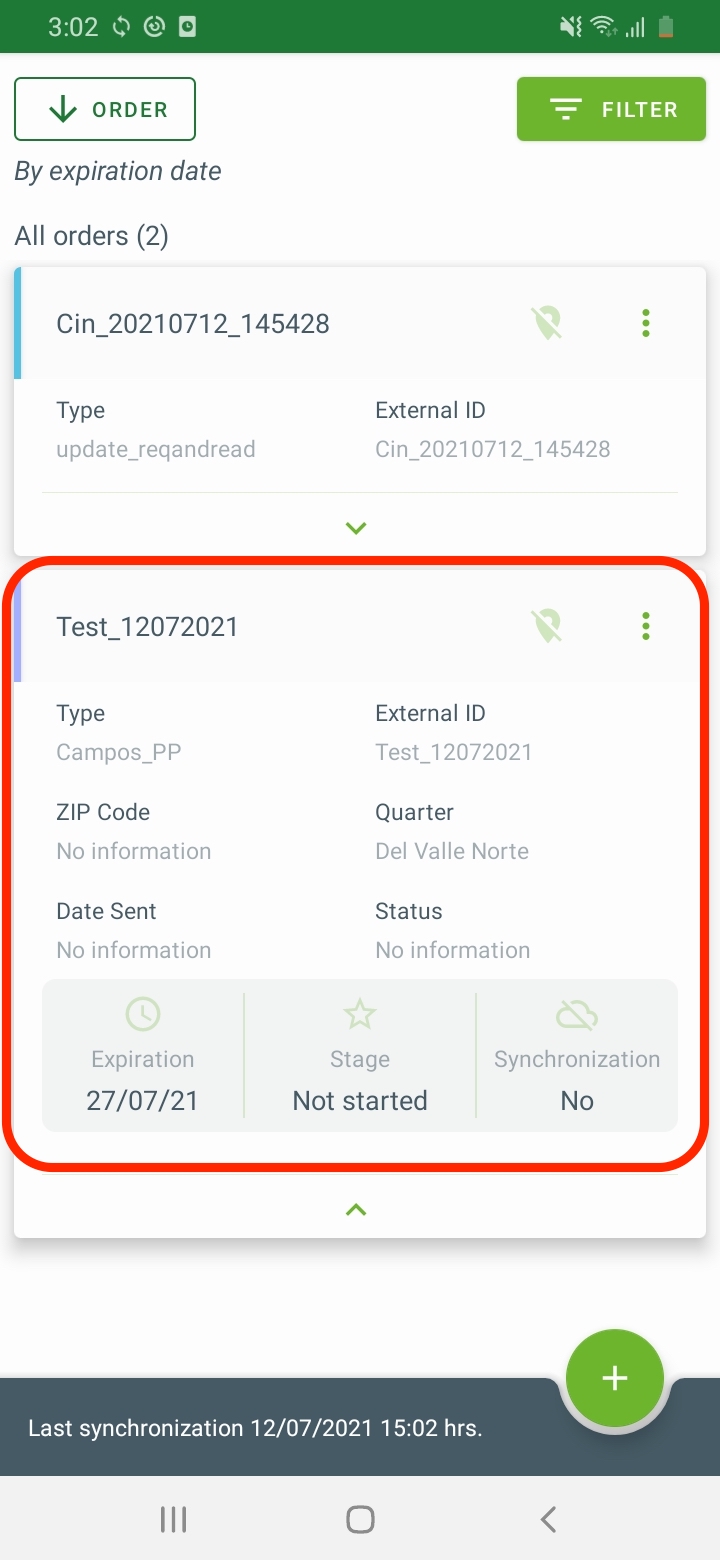 3:02
ORDER
FILTER
By expiration date
All orders (2)
Cin_20210712_145428
Type
External ID
update_reqandread
Cin_20210712_145428
Test_12072021
Type
External ID
Campos_PP
Test_12072021
ZIP Code
Quarter
No information
Del Valle Norte
Date Sent
Status
No information
No information
Expiration
Stage
Synchronization
27/07/21
Not started
No
Last synchronization 12/07/2021 15:02 hrs.